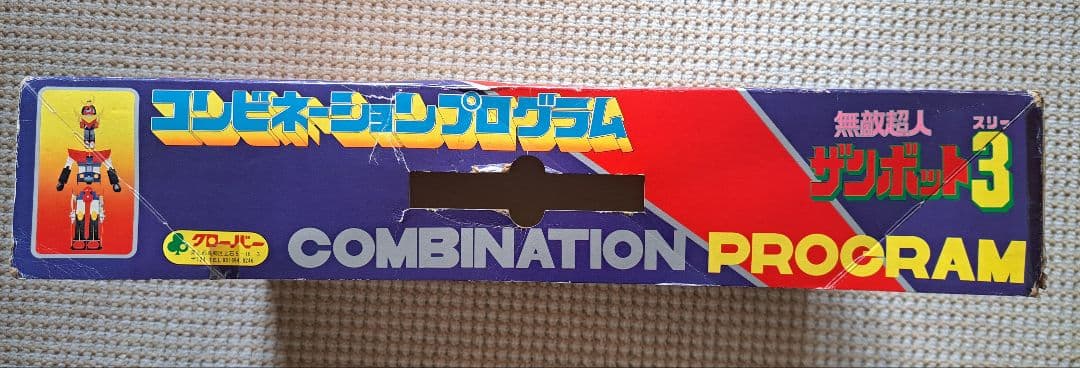 コンビネーションプログラム
無敵超人
スリー
ザンボット3
グローバー
COMBINATION PROGRAM